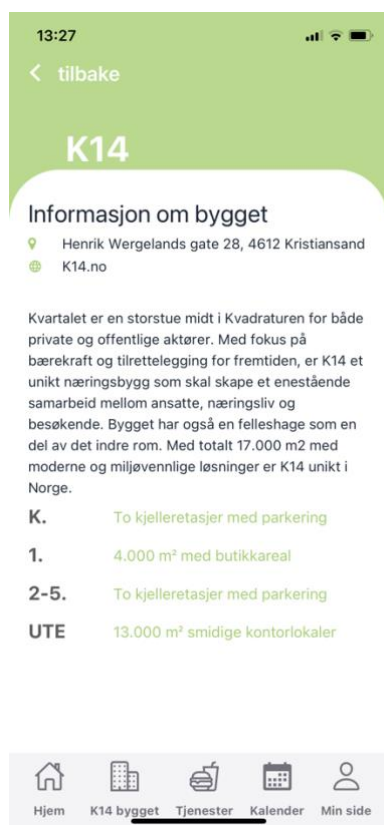 13:27
tilbake
K14
Informasjon om bygget
Henrik Wergelands gate 28, 4612 Kristiansand
K14.no
Kvartalet er en storstue midt i Kvadraturen for både
private og offentlige aktører. Med fokus på
bærekraft og tilrettelegging for fremtiden, er K14 et
unikt næringsbygg som skal skape et enestående
samarbeid mellom ansatte, næringsliv og
besøkende. Bygget har også en felleshage som en
del av det indre rom. Med totalt 17.000 m2 med
moderne og miljøvennlige løsninger er K14 unikt i
Norge.
K. To kjelleretasjer med parkering
1. 4.000 m² med butikkareal
2-5. To kjelleretasjer med parkering
UTE 13.000 m² smidige kontorlokaler
Hjem K14 bygget Tjenester Kalender Min side